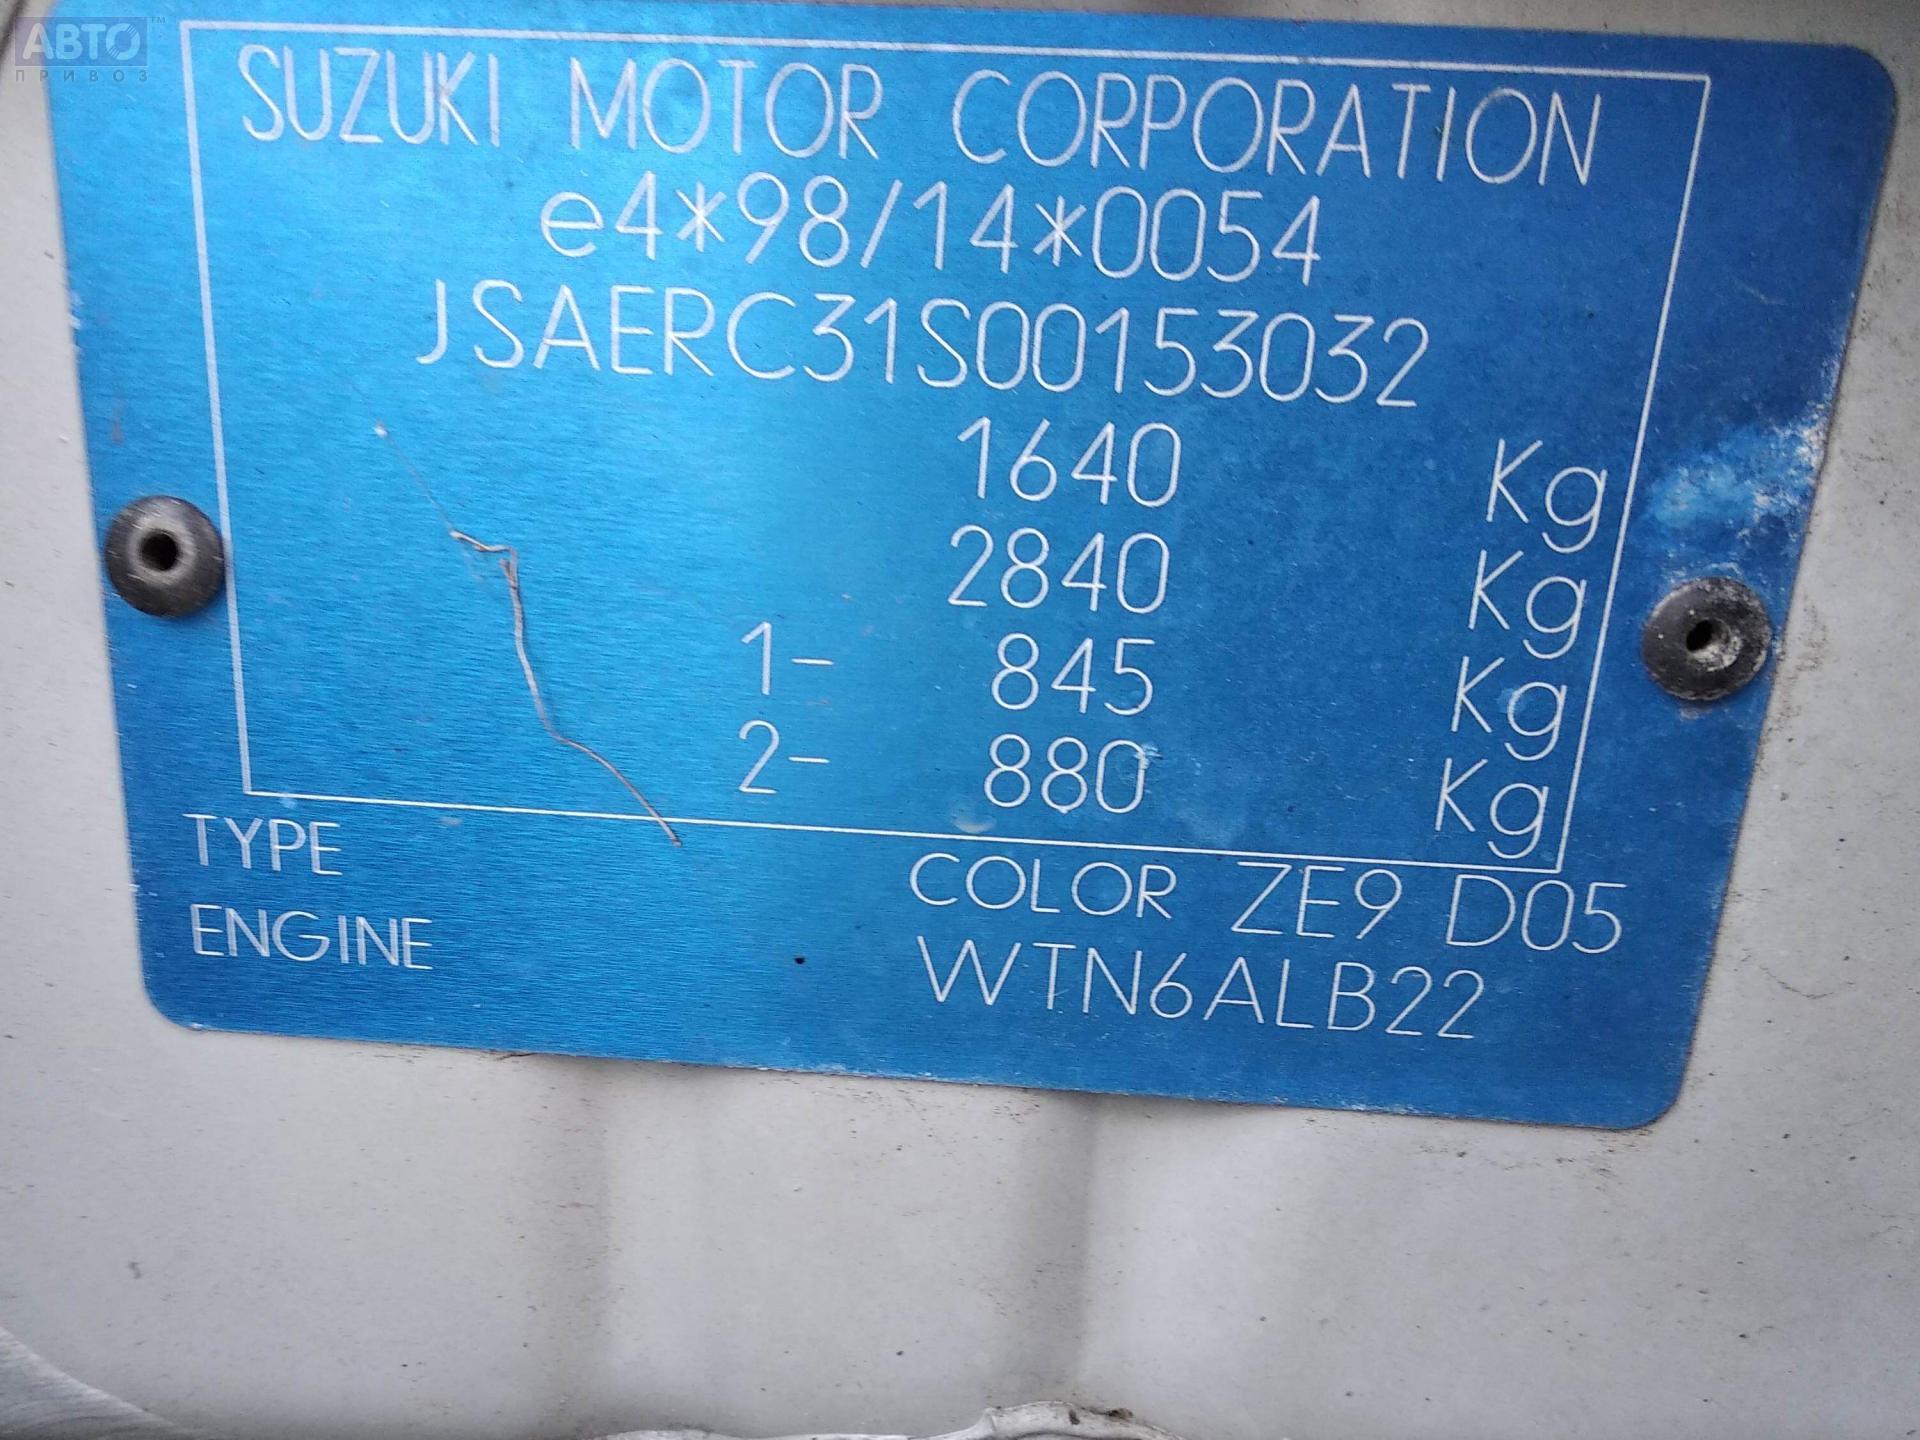 АВТО™
ПРИВОЗ
SUZUKI MOTOR CORPORATION
e4*98/14*0054
JSAERC31S00153032
1640 Kg
2840 Kg
1- 845 Kg
2- 880 Kg
TYPE COLOR ZE9 D05
ENGINE WTN6ALB22